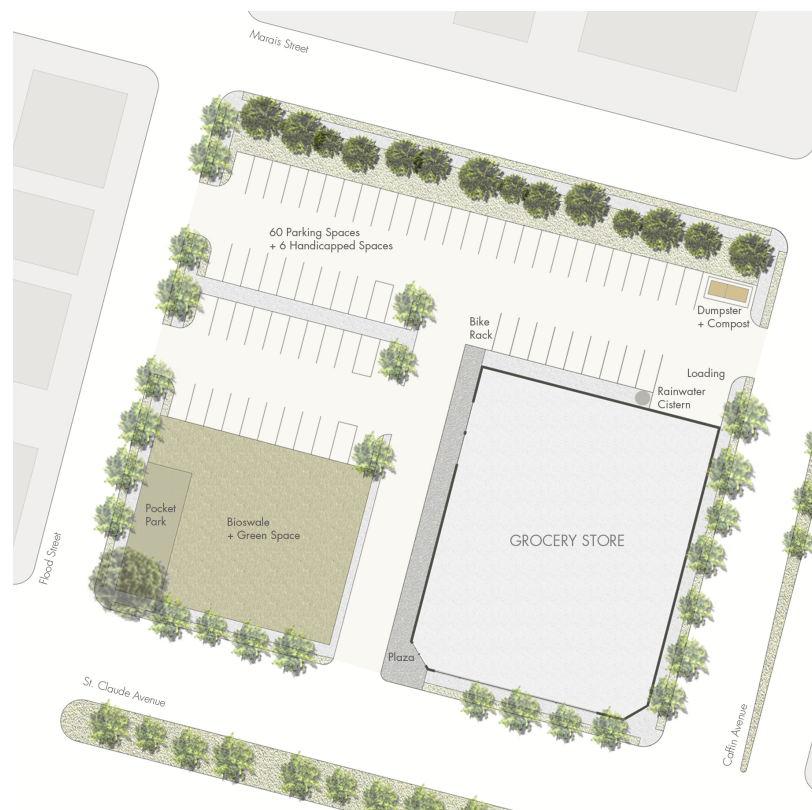 Marais Street
60 Parking Spaces
+ 6 Handicapped Spaces
Dumpster
+ Compost
Bike
Rack
Loading
Rainwater
Cistern
Pocket
Park
Bioswale
+ Green Space
GROCERY STORE
Flood Street
Plaza
St. Claude Avenue
Caffin Avenue